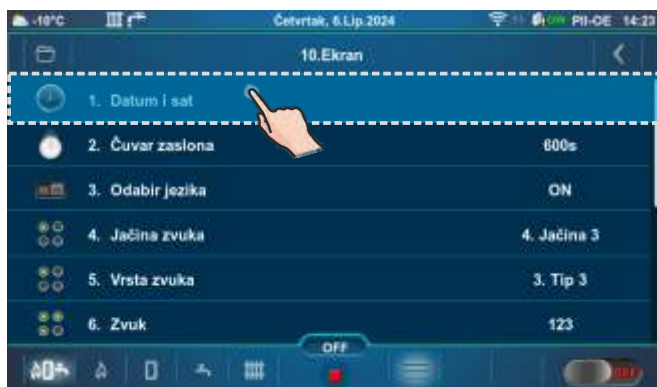 -10°C Četvrtak, 6.Lip.2024 PII-OE 14:23
10.Ekran
1. Datum i sat
2. Čuvar zaslona 600s
3. Odabir jezika ON
4. Jačina zvuka 4. Jačina 3
5. Vrsta zvuka 3. Tip 3
6. Zvuk 123
OFF
OFF